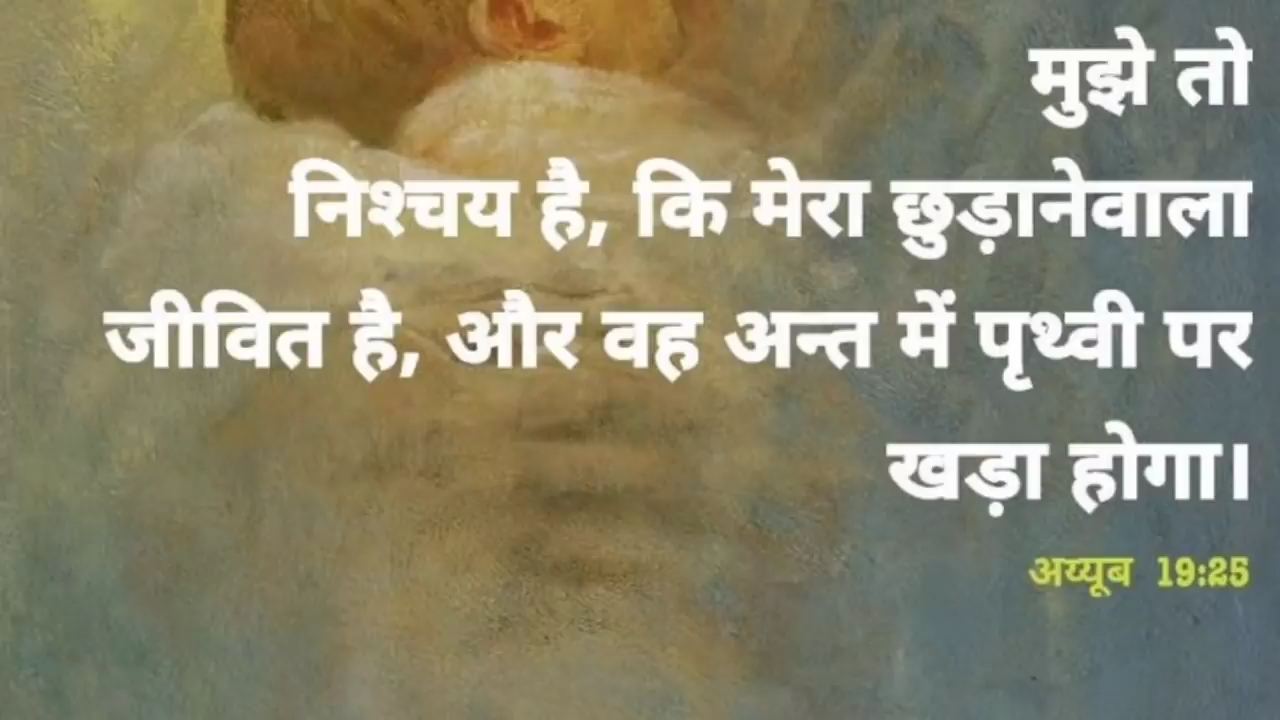 मुझे तो
निश्चय है, कि मेरा छुड़ानेवाला
जीवित है, और वह अन्त में पृथ्वी पर
खड़ा होगा।
अय्यूब 19:25